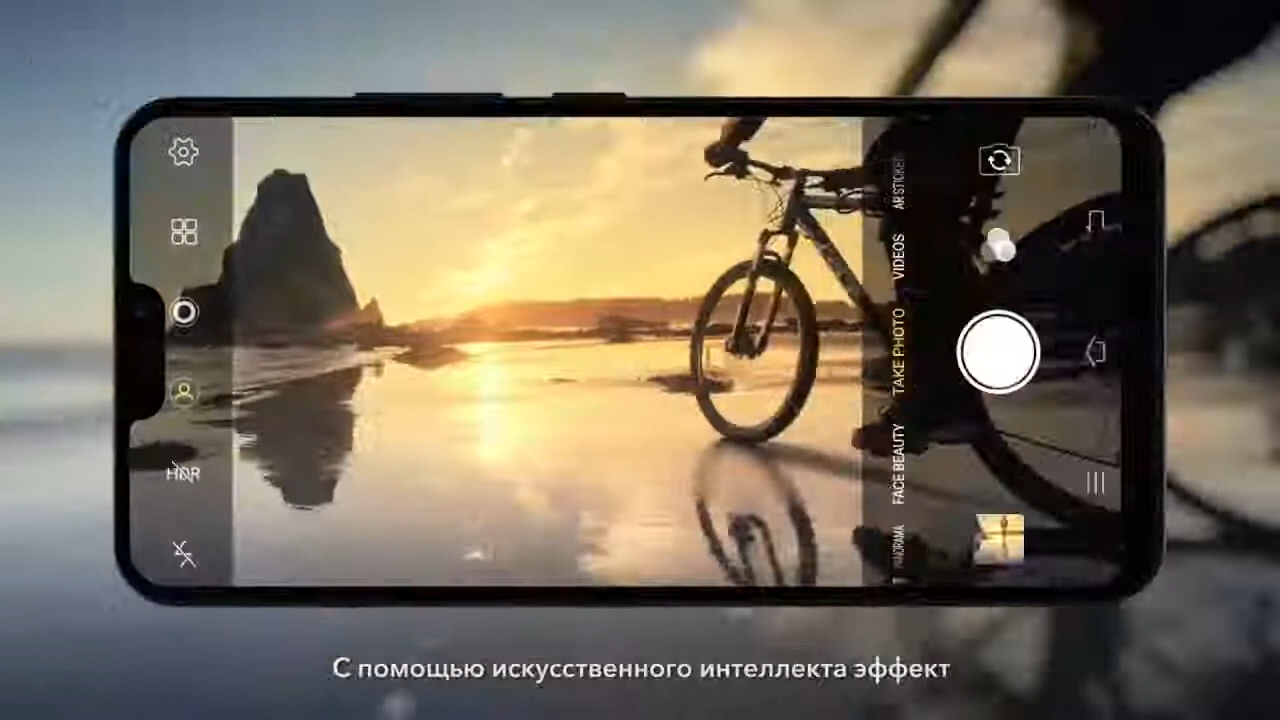 HDR
AR STICKER
VIDEOS
TAKE PHOTO
FACE BEAUTY
PANORAMA
С помощью искусственного интеллекта эффект